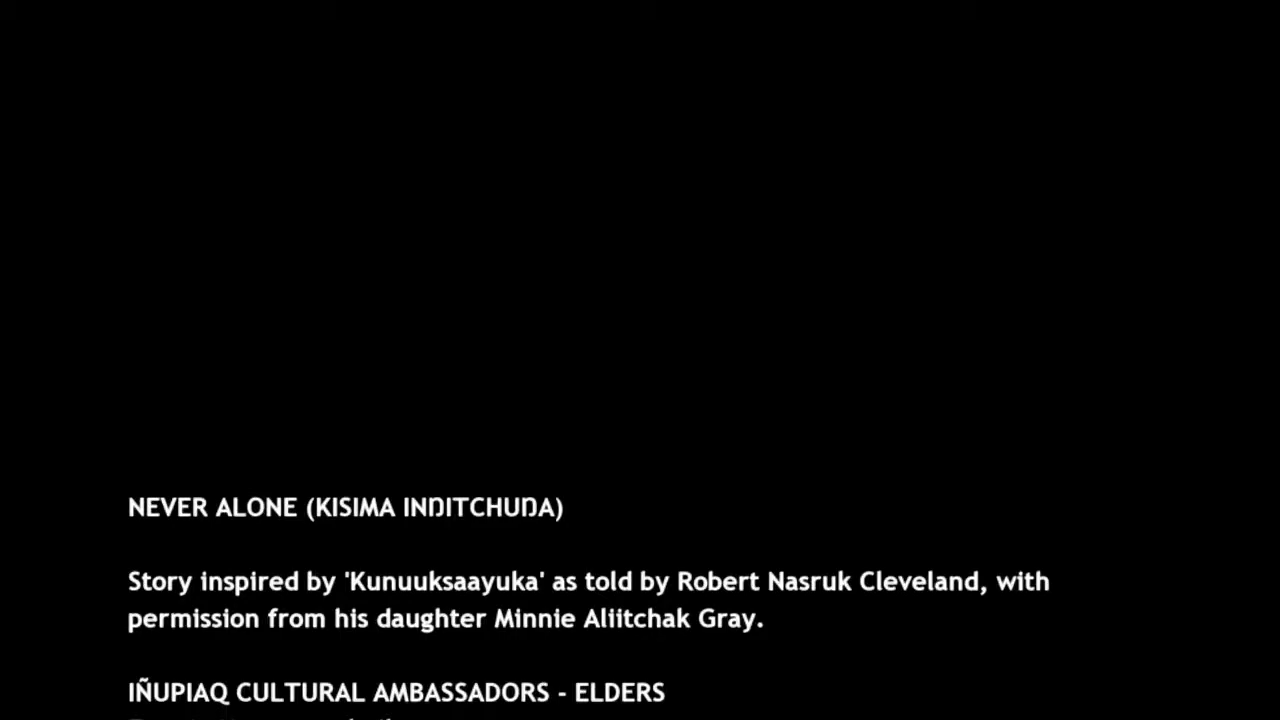 NEVER ALONE (KISIMA INŊITCHUŊA)
Story inspired by 'Kunuuksaayuka' as told by Robert Nasruk Cleveland, with
permission from his daughter Minnie Aliitchak Gray.
IÑUPIAQ CULTURAL AMBASSADORS - ELDERS